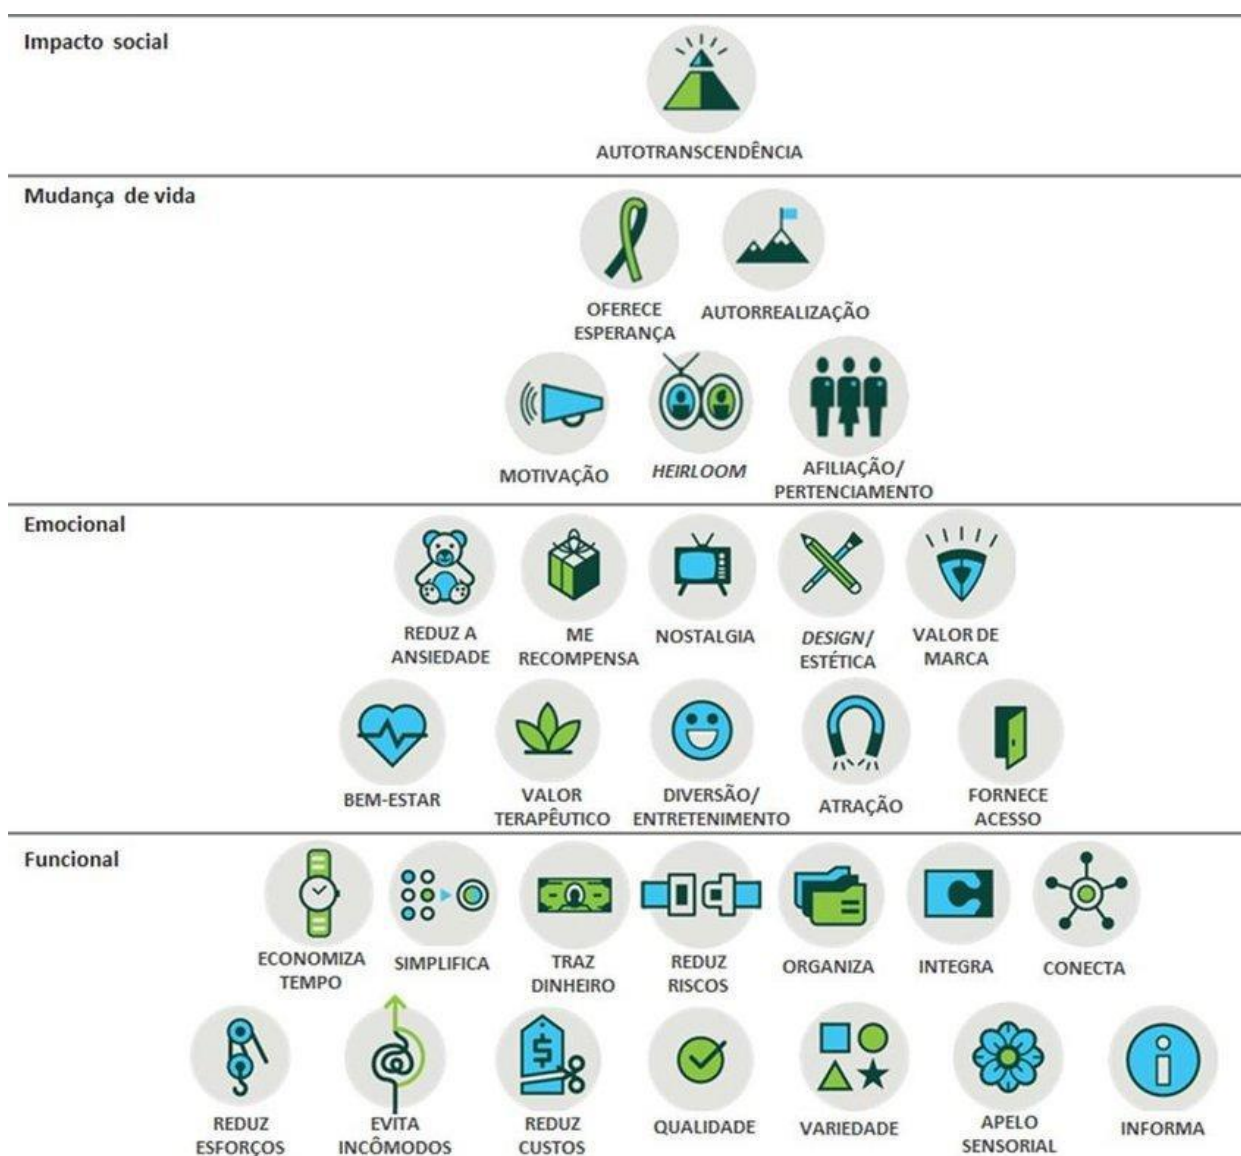 Impacto social
AUTOTRANSCENDÊNCIA
Mudança de vida
OFERECE
ESPERANÇA
AUTORREALIZAÇÃO
MOTIVAÇÃO
HEIRLOOM
AFILIAÇÃO/
PERTENCIAMENTO
Emocional
REDUZ A
ANSIEDADE
ME
RECOMPENSA
NOSTALGIA
DESIGN/
ESTÉTICA
VALOR DE
MARCA
BEM-ESTAR
VALOR
TERAPÊUTICO
DIVERSÃO/
ENTRETENIMENTO
ATRAÇÃO
FORNECE
ACESSO
Funcional
ECONOMIZA
TEMPO
SIMPLIFICA
TRAZ
DINHEIRO
REDUZ
RISCOS
ORGANIZA
INTEGRA
CONECTA
REDUZ
ESFORÇOS
EVITA
INCÔMODOS
$
REDUZ
CUSTOS
QUALIDADE
VARIEDADE
APELO
SENSORIAL
i
INFORMA